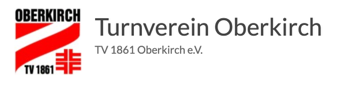 OBERKIRCH
TV 1861
Turnverein Oberkirch
TV 1861 Oberkirch e.V.